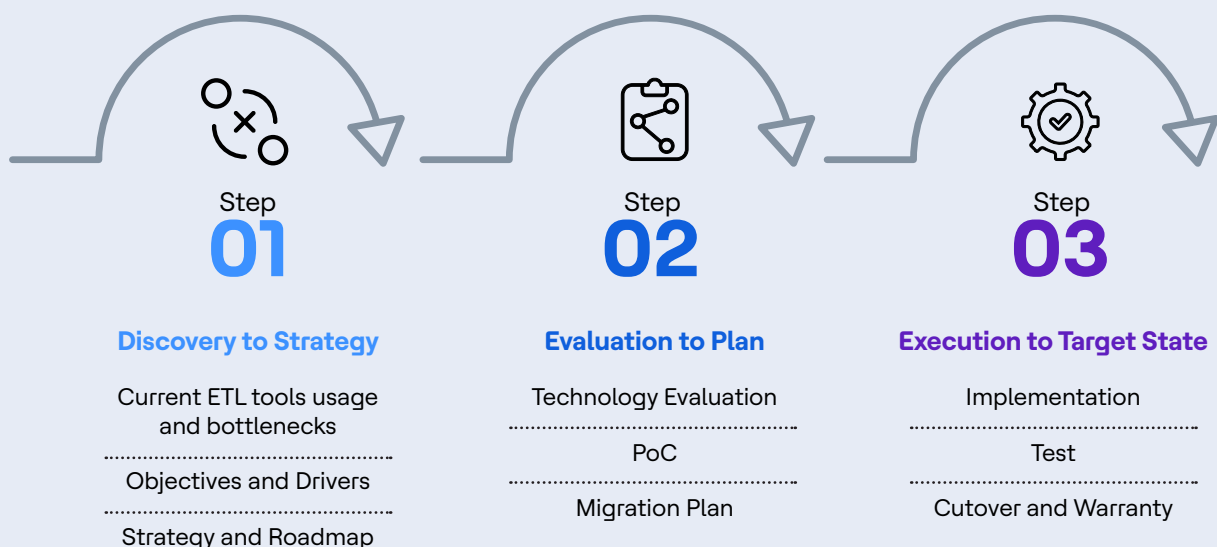 Step
01
Discovery to Strategy
Current ETL tools usage
and bottlenecks
Objectives and Drivers
Strategy and Roadmap
Step
02
Evaluation to Plan
Technology Evaluation
PoC
Migration Plan
Step
03
Execution to Target State
Implementation
Test
Cutover and Warranty